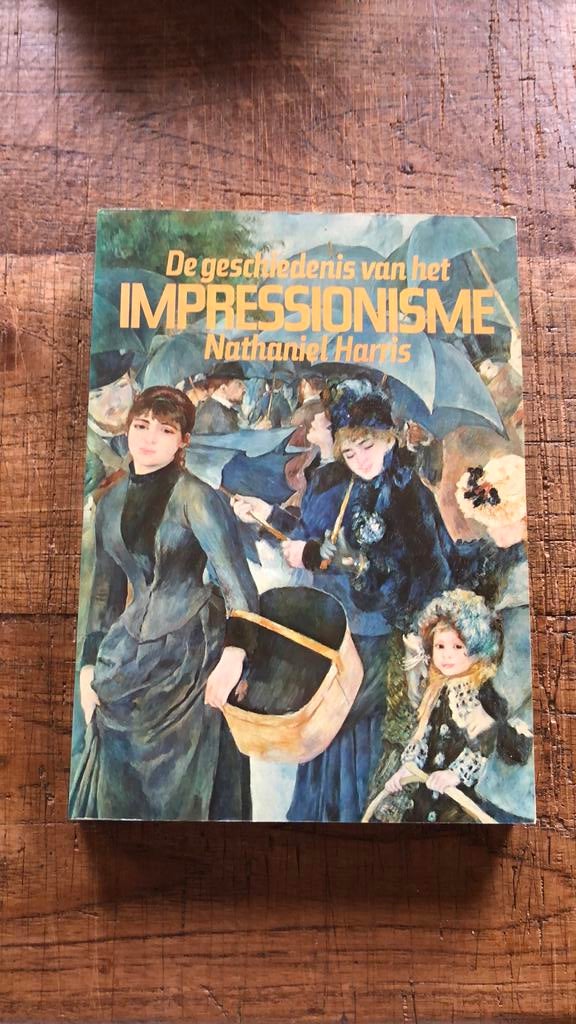 De geschiedenis van het
IMPRESSIONISME
Nathaniel Harris